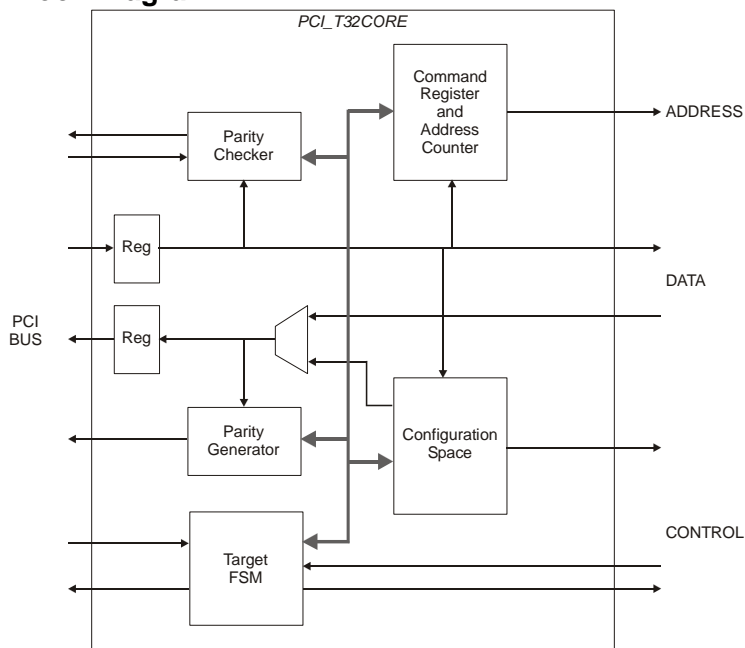 PCI_T32CORE
Command
Register
and
Address
Counter
ADDRESS
Parity
Checker
Reg
DATA
PCI
BUS
Reg
Parity
Generator
Configuration
Space
CONTROL
Target
FSM